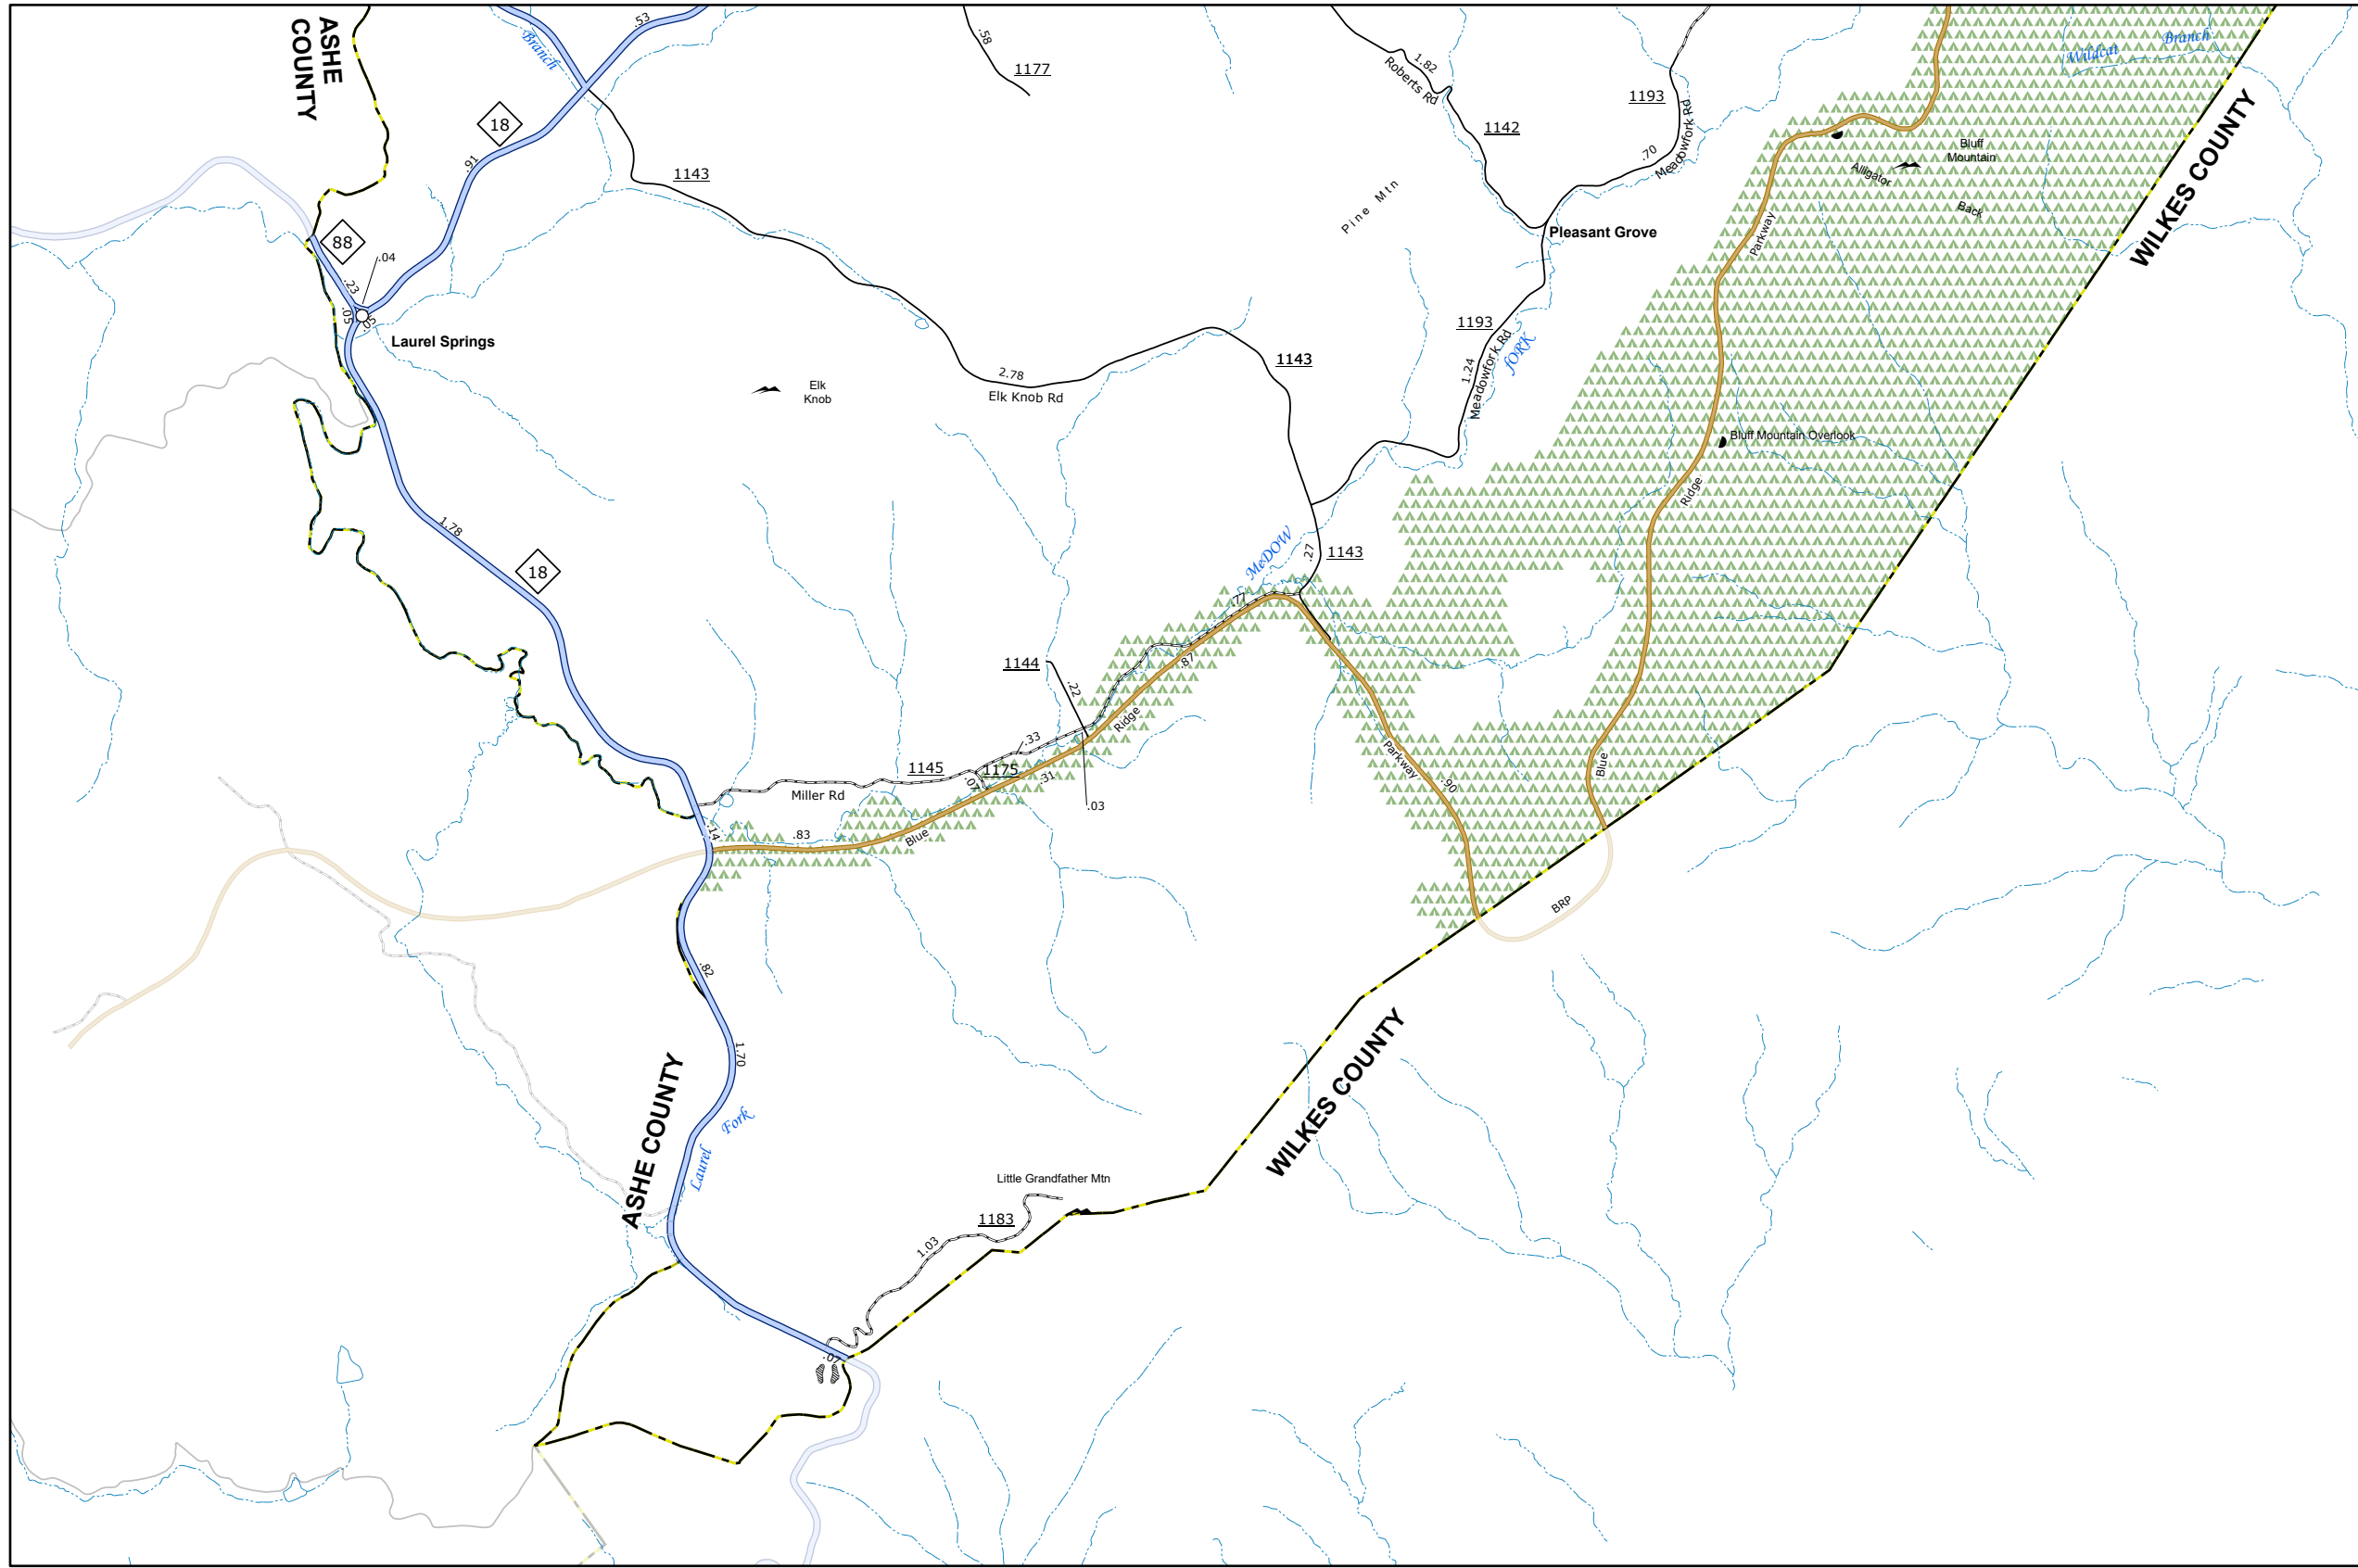 ASHE
COUNTY
Branch
.53
.58
1177
1.82
Roberts Rd
1142
1193
Meadowfork Rd
.70
Meadowfork Rd
Wildcat
Branch
WILKES COUNTY
Bluff
Mountain
Alligator
Back
18
.91
1143
88
.04
.23
.05
.05
Laurel Springs
Pine Mtn
Pleasant Grove
Parkway
1193
1.24
Meadowfork Rd
fORK
1143
Elk
Knob
2.78
Elk Knob Rd
Bluff Mountain Overlook
Ridge
1.78
18
MeDOW
.27
1143
.77
.87
1144
.22
Ridge
.33
1145
1175
.07
.31
.03
Miller Rd
.14
.83
Blue
Parkway
.90
Blue
BRP
.82
1.70
ASHE COUNTY
Laurel
Fork
WILKES COUNTY
Little Grandfather Mtn
1183
1.03
.07